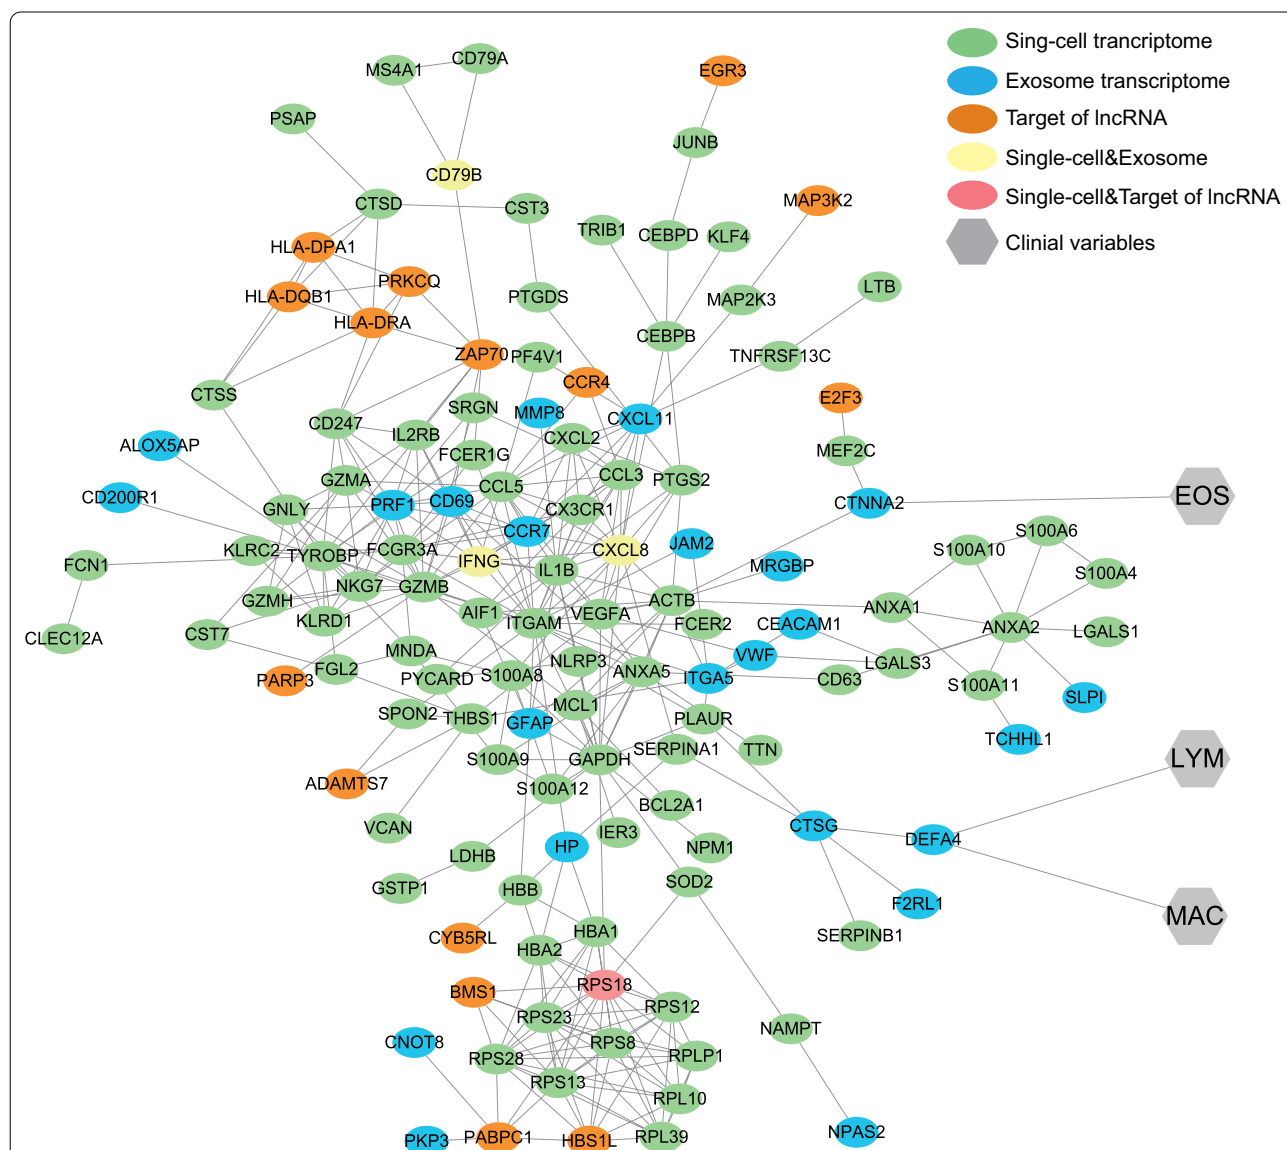 Sing-cell trancriptome
Exosome transcriptome
Target of lncRNA
Single-cell&Exosome
Single-cell&Target of lncRNA
Clinial variables
CD79A
MS4A1
EGR3
PSAP
JUNB
CD79B
MAP3K2
CTSD
CST3
TRIB1
CEBPD
KLF4
HLA-DPA1
PRKCQ
LTB
HLA-DQB1
PTGDS
MAP2K3
HLA-DRA
CEBPB
ZAP70
PF4V1
TNFRSF13C
CCR4
CTSS
E2F3
SRGN
MMP8
CXCL11
CD247
IL2RB
CXCL2
ALOX5AP
MEF2C
FCER1G
CCL3
GZMA
CCL5
PTGS2
CD200R1
PRF1
CD69
CTNNA2
EOS
GNLY
CX3CR1
CCR7
S100A6
JAM2
S100A10
KLRC2
TYROBP
FCGR3A
CXCL8
IFNG
FCN1
IL1B
MRGBP
S100A4
NKG7
GZMB
GZMH
ACTB
ANXA1
AIF1
VEGFA
KLRD1
ITGAM
FCER2
CEACAM1
ANXA2
LGALS1
CST7
CLEC12A
MNDA
VWF
NLRP3
LGALS3
FGL2
PARP3
PYCARD
S100A8
ANXA5
ITGA5
CD63
S100A11
SLPI
SPON2
THBS1
MCL1
GFAP
PLAUR
TCHHL1
SERPINA1
TTN
S100A9
GAPDH
LYM
ADAMTS7
S100A12
BCL2A1
VCAN
IER3
CTSG
DEFA4
HP
NPM1
LDHB
GSTP1
HBB
SOD2
F2RL1
MAC
CYB5RL
HBA1
SERPINB1
HBA2
RPS18
BMS1
RPS12
RPS23
NAMPT
CNOT8
RPS8
RPS28
RPLP1
RPS13
RPL10
PKP3
PABPC1
HBS1L
RPL39
NPAS2